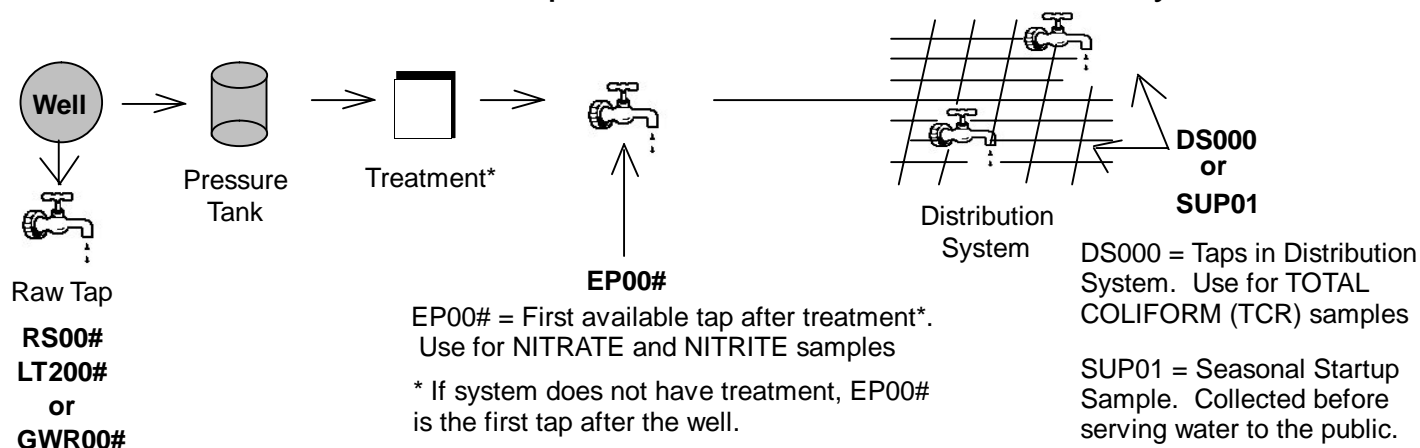 Well
Pressure
Tank
Treatment*
Raw Tap
RS00#
LT200#
or
GWR00#
EP00#
EP00# = First available tap after treatment*.
Use for NITRATE and NITRITE samples
* If system does not have treatment, EP00#
is the first tap after the well.
Distribution
System
DS000
or
SUP01
DS000 = Taps in Distribution
System. Use for TOTAL
COLIFORM (TCR) samples
SUP01 = Seasonal Startup
Sample. Collected before
serving water to the public.